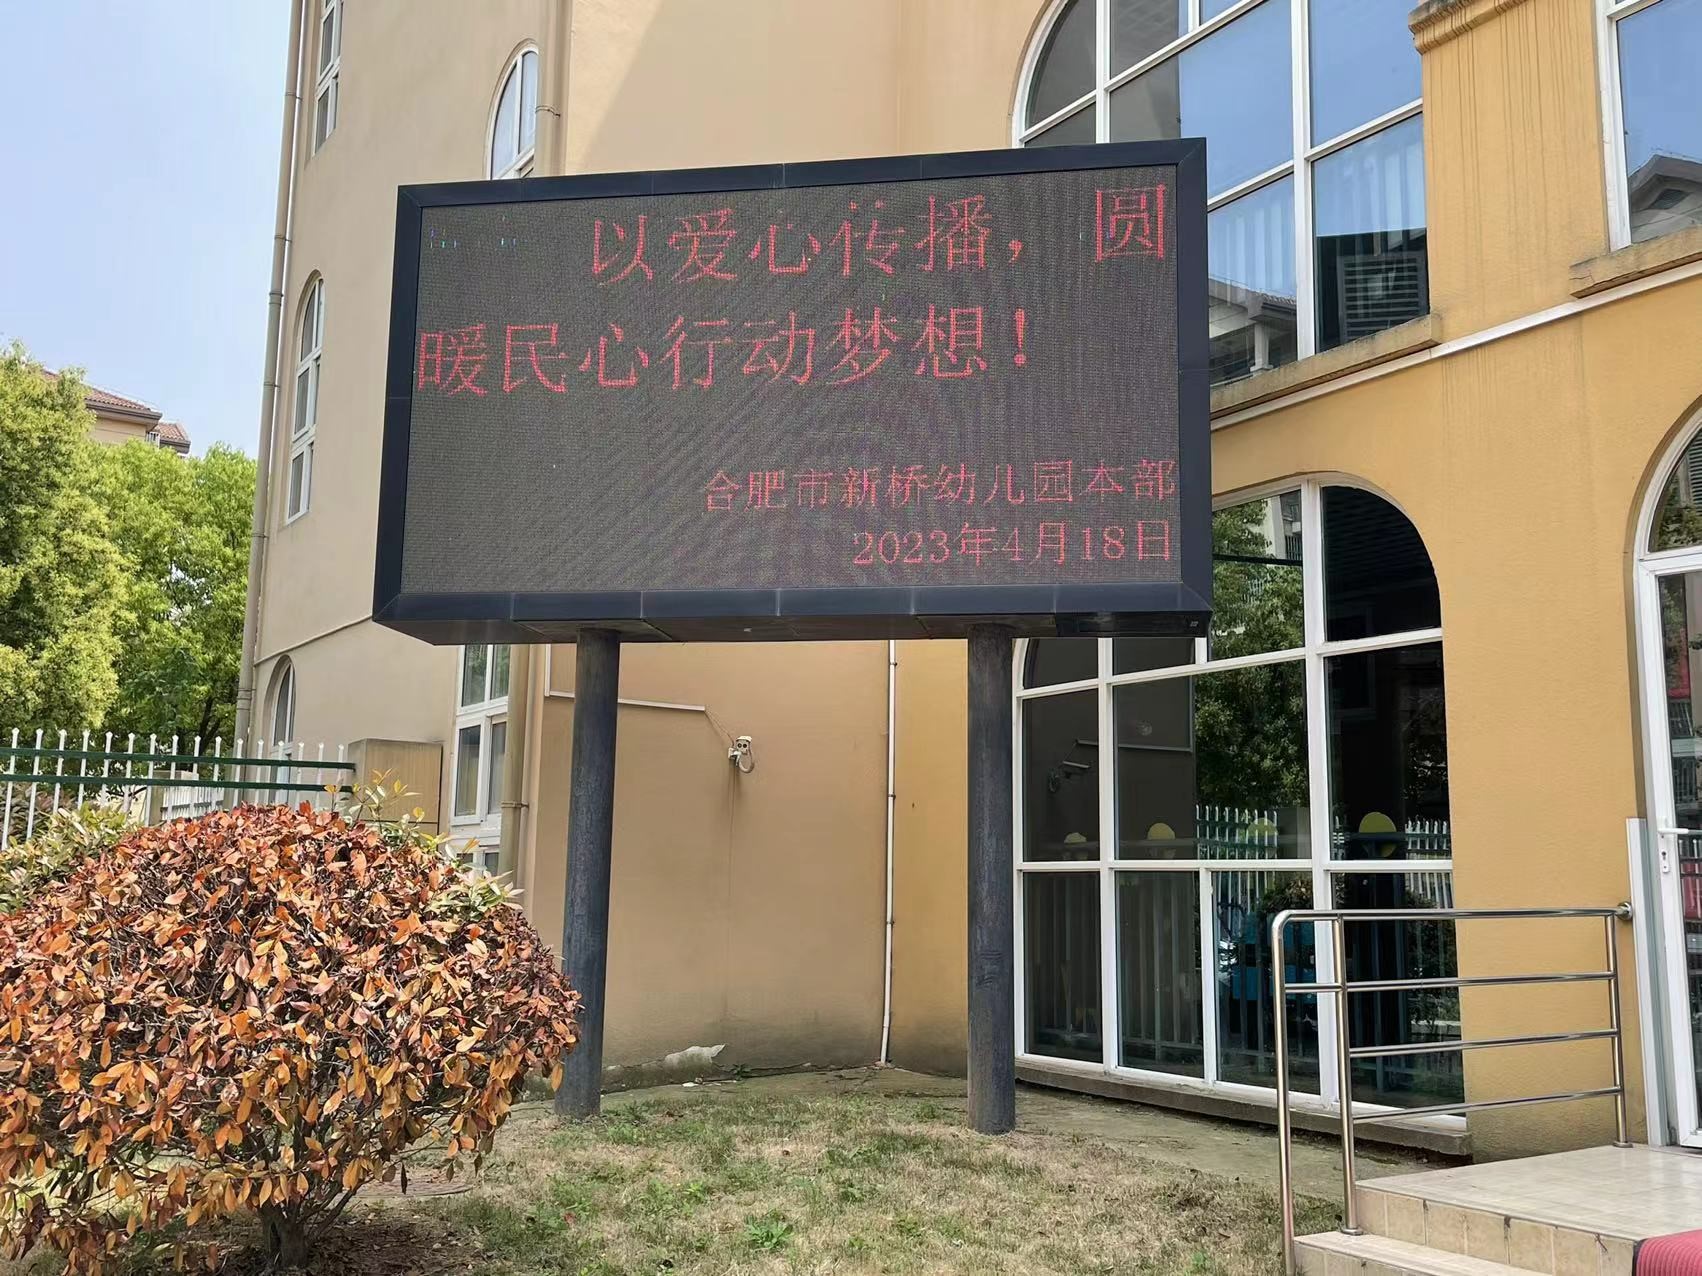 以爱心传播，圆
暖民心行动梦想！
合肥市新桥幼儿园本部
2023年4月18日